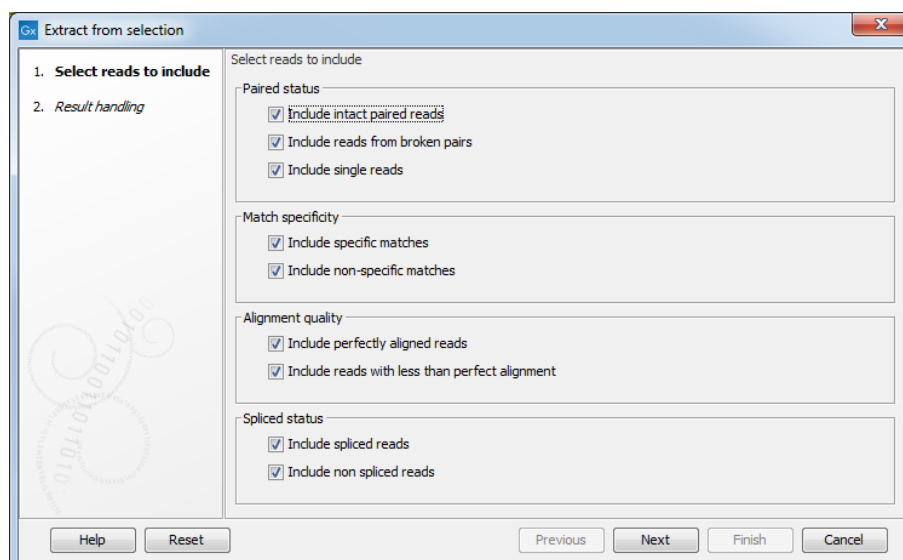 Gx Extract from selection
1. Select reads to include
2. Result handling
Select reads to include
Paired status
Include intact paired reads
Include reads from broken pairs
Include single reads
Match specificity
Include specific matches
Include non-specific matches
Alignment quality
Include perfectly aligned reads
Include reads with less than perfect alignment
Spliced status
Include spliced reads
Include non spliced reads
Help Reset Previous Next Finish Cancel